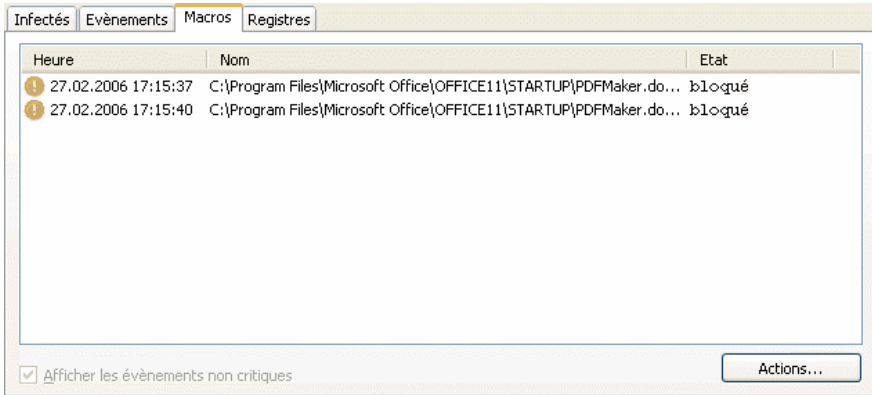 Infectés Evènements Macros Registres
Heure Nom Etat
27.02.2006 17:15:37 C:\Program Files\Microsoft Office\OFFICE11\STARTUP\PDFMaker.do... bloqué
27.02.2006 17:15:40 C:\Program Files\Microsoft Office\OFFICE11\STARTUP\PDFMaker.do... bloqué
Afficher les évènements non critiques
Actions...